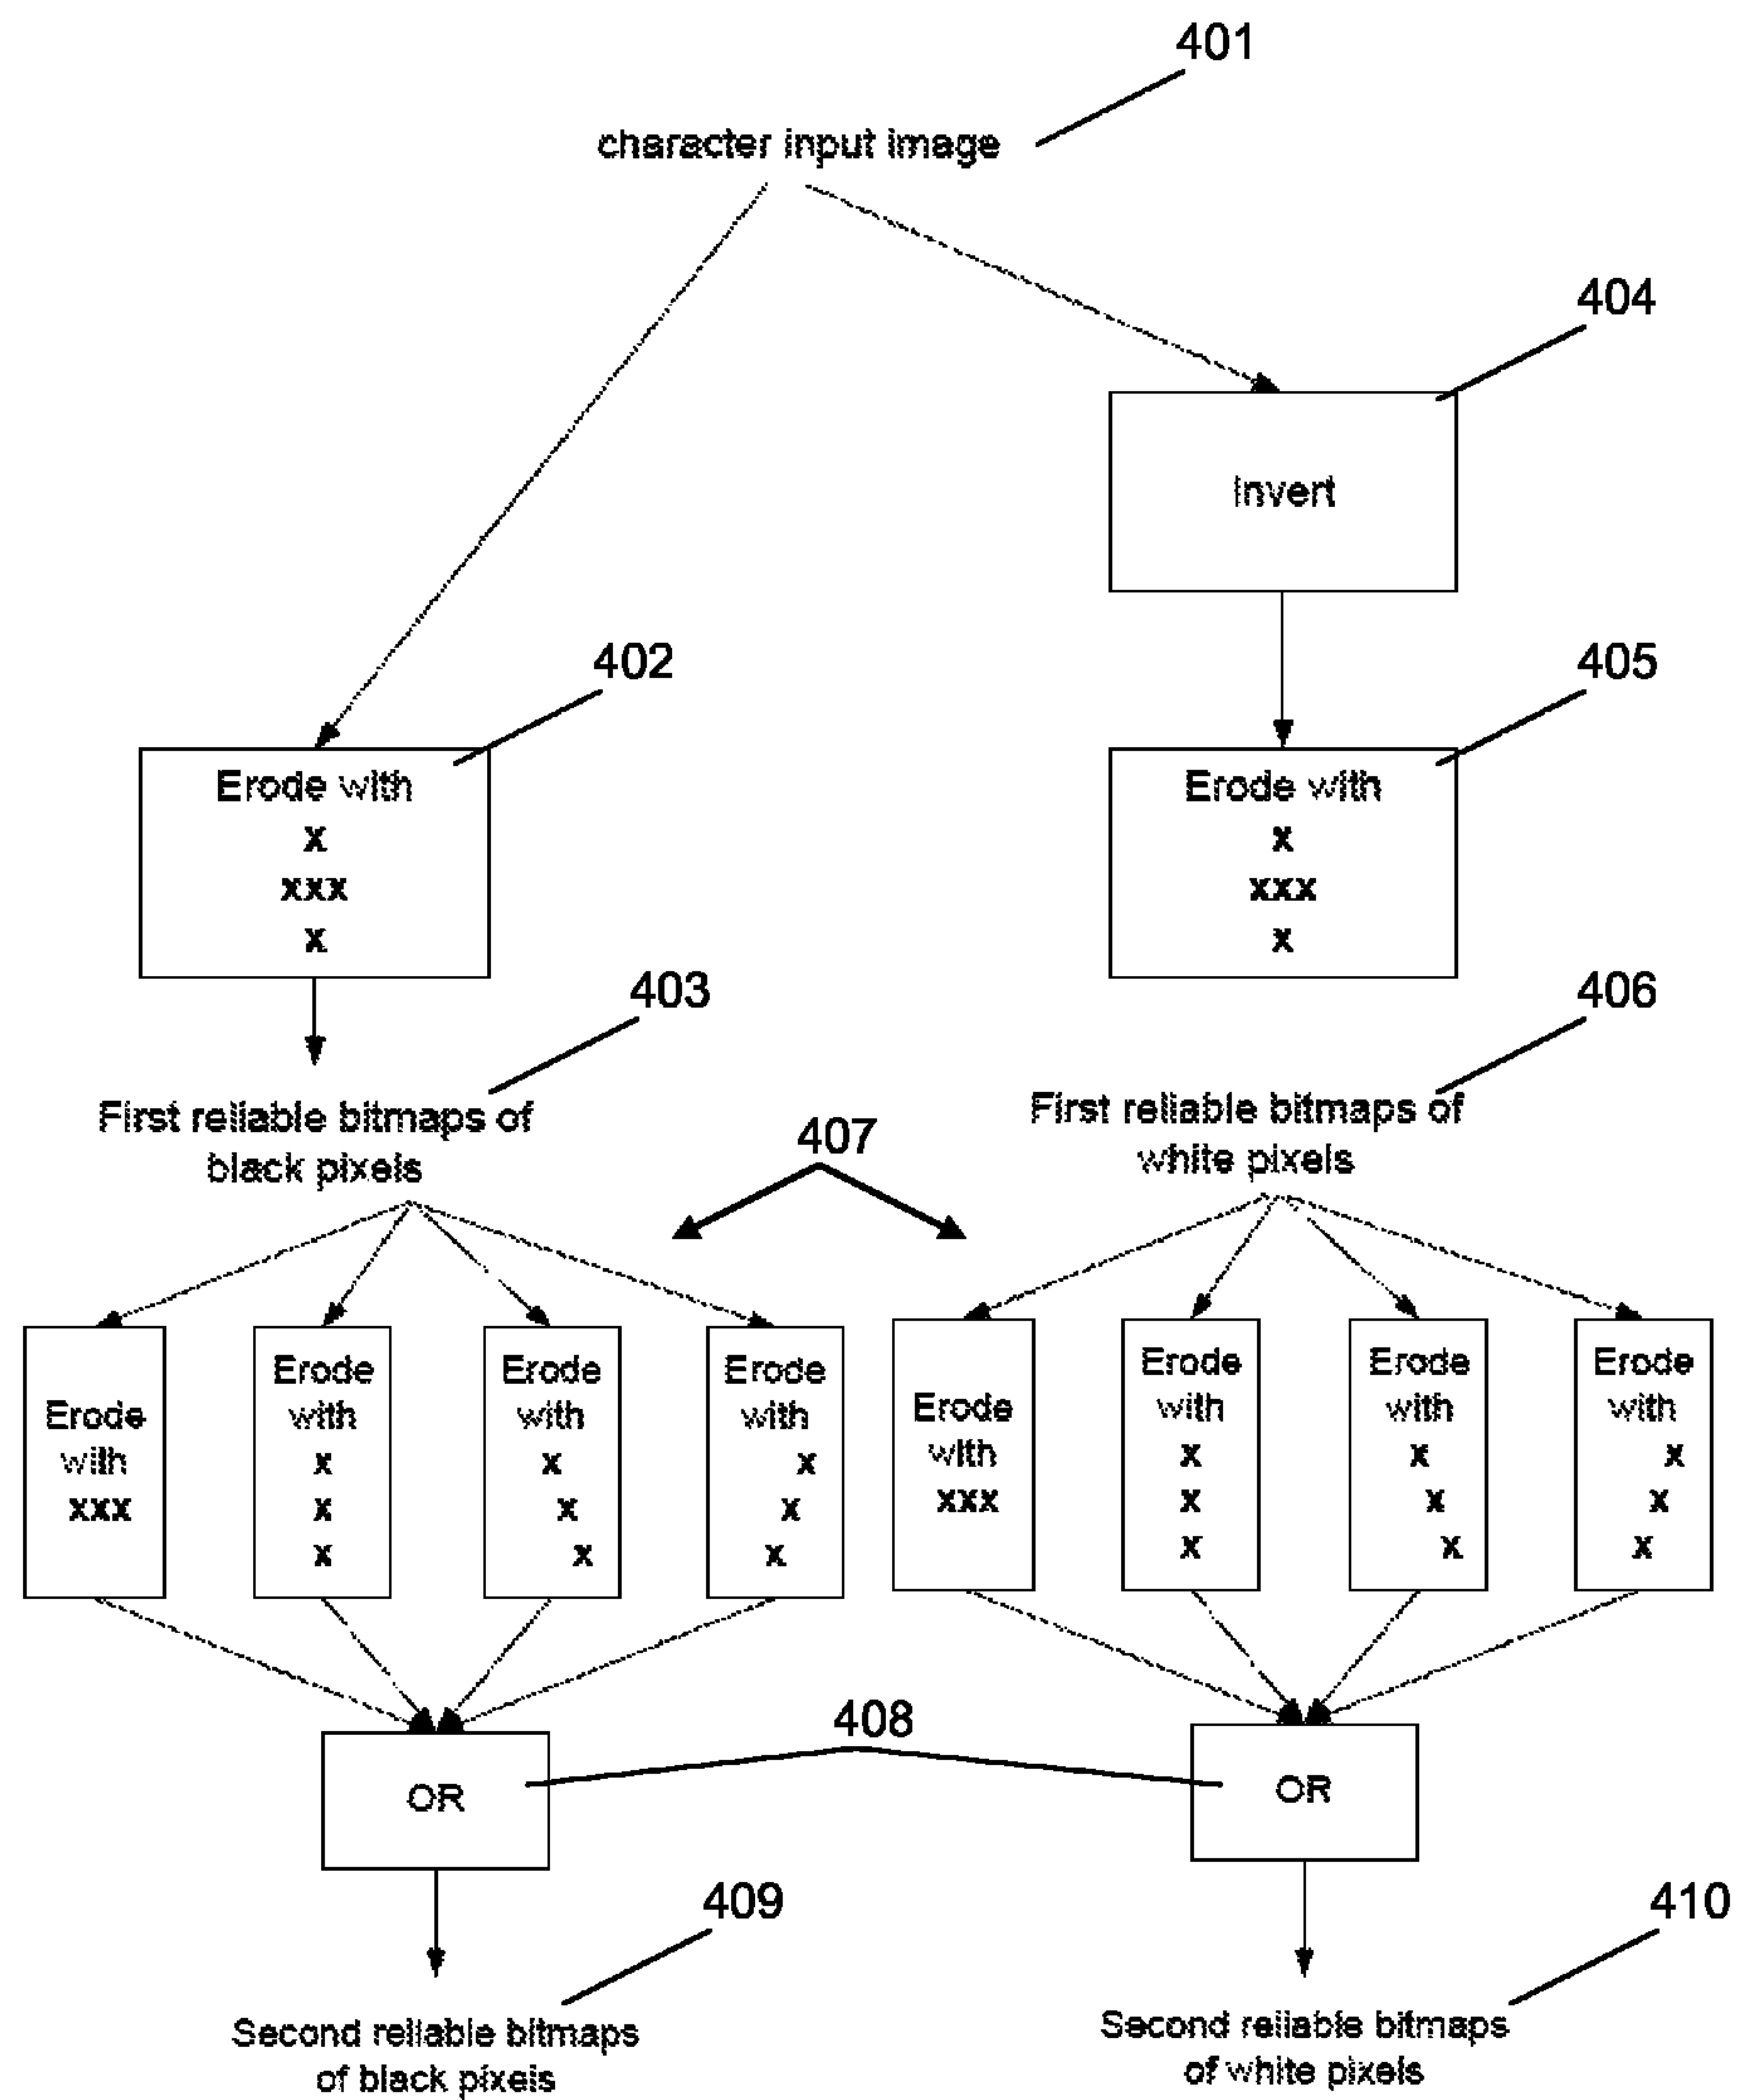 401
character input image
404
Invert
402
405
Erode with
x
xxx
x
Erode with
x
xxx
x
403
406
First reliable bitmaps of
black pixels
First reliable bitmaps of
white pixels
407
Erode
with
xxx
Erode
with
x
x
x
Erode
with
x
x
x
Erode
with
x
x
x
Erode
with
xxx
Erode
with
x
x
x
Erode
with
x
x
x
Erode
with
x
x
x
408
OR
OR
409
410
Second reliable bitmaps
of black pixels
Second reliable bitmaps
of white pixels